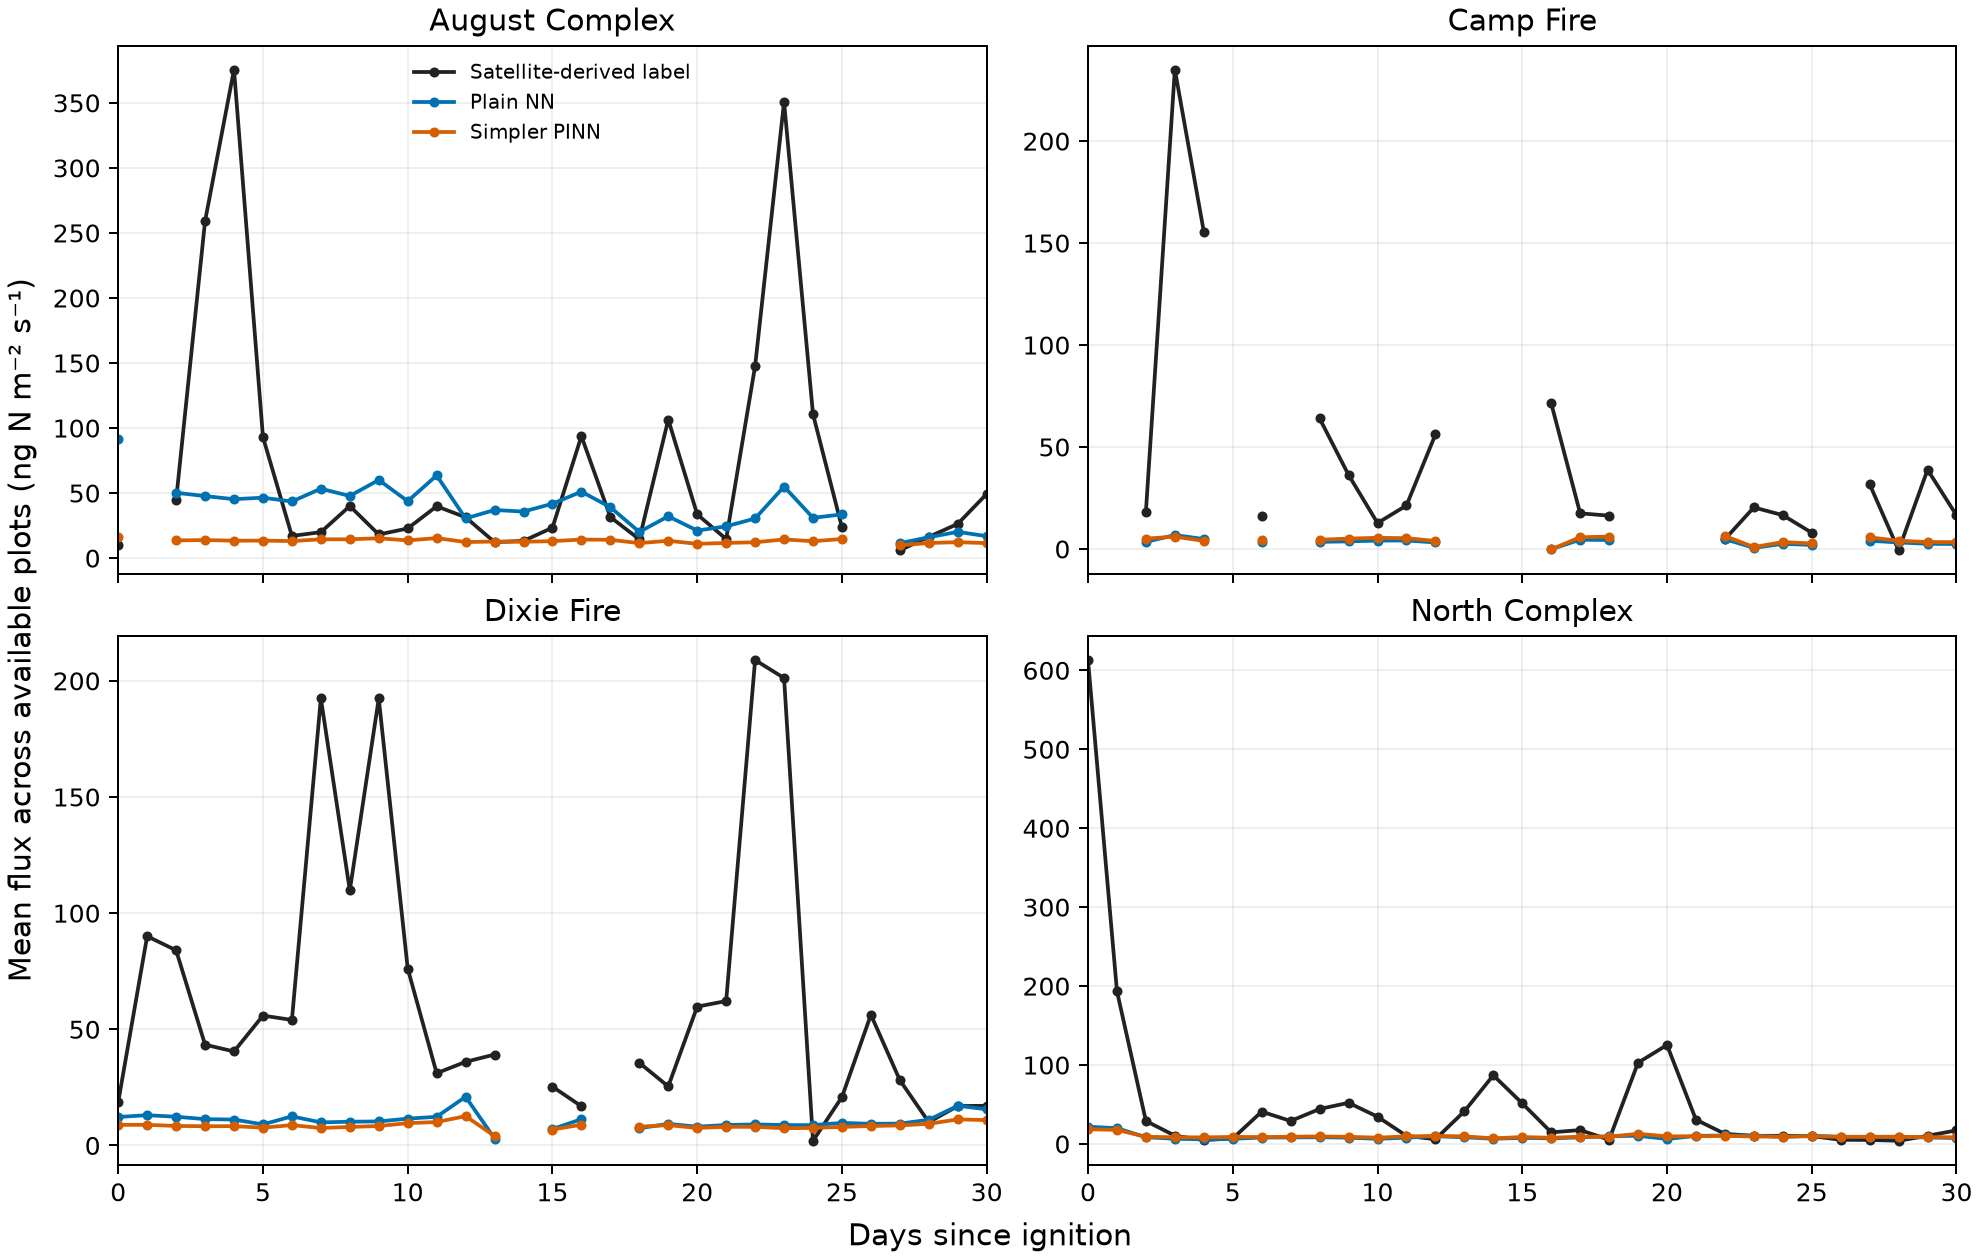 August Complex
Camp Fire
Satellite-derived label
Plain NN
Simpler PINN
350
300
250
200
150
100
50
0
200
150
100
50
0
Mean flux across available plots (ng N m⁻² s⁻¹)
Dixie Fire
North Complex
200
150
100
50
0
600
500
400
300
200
100
0
0 5 10 15 20 25 30
0 5 10 15 20 25 30
Days since ignition